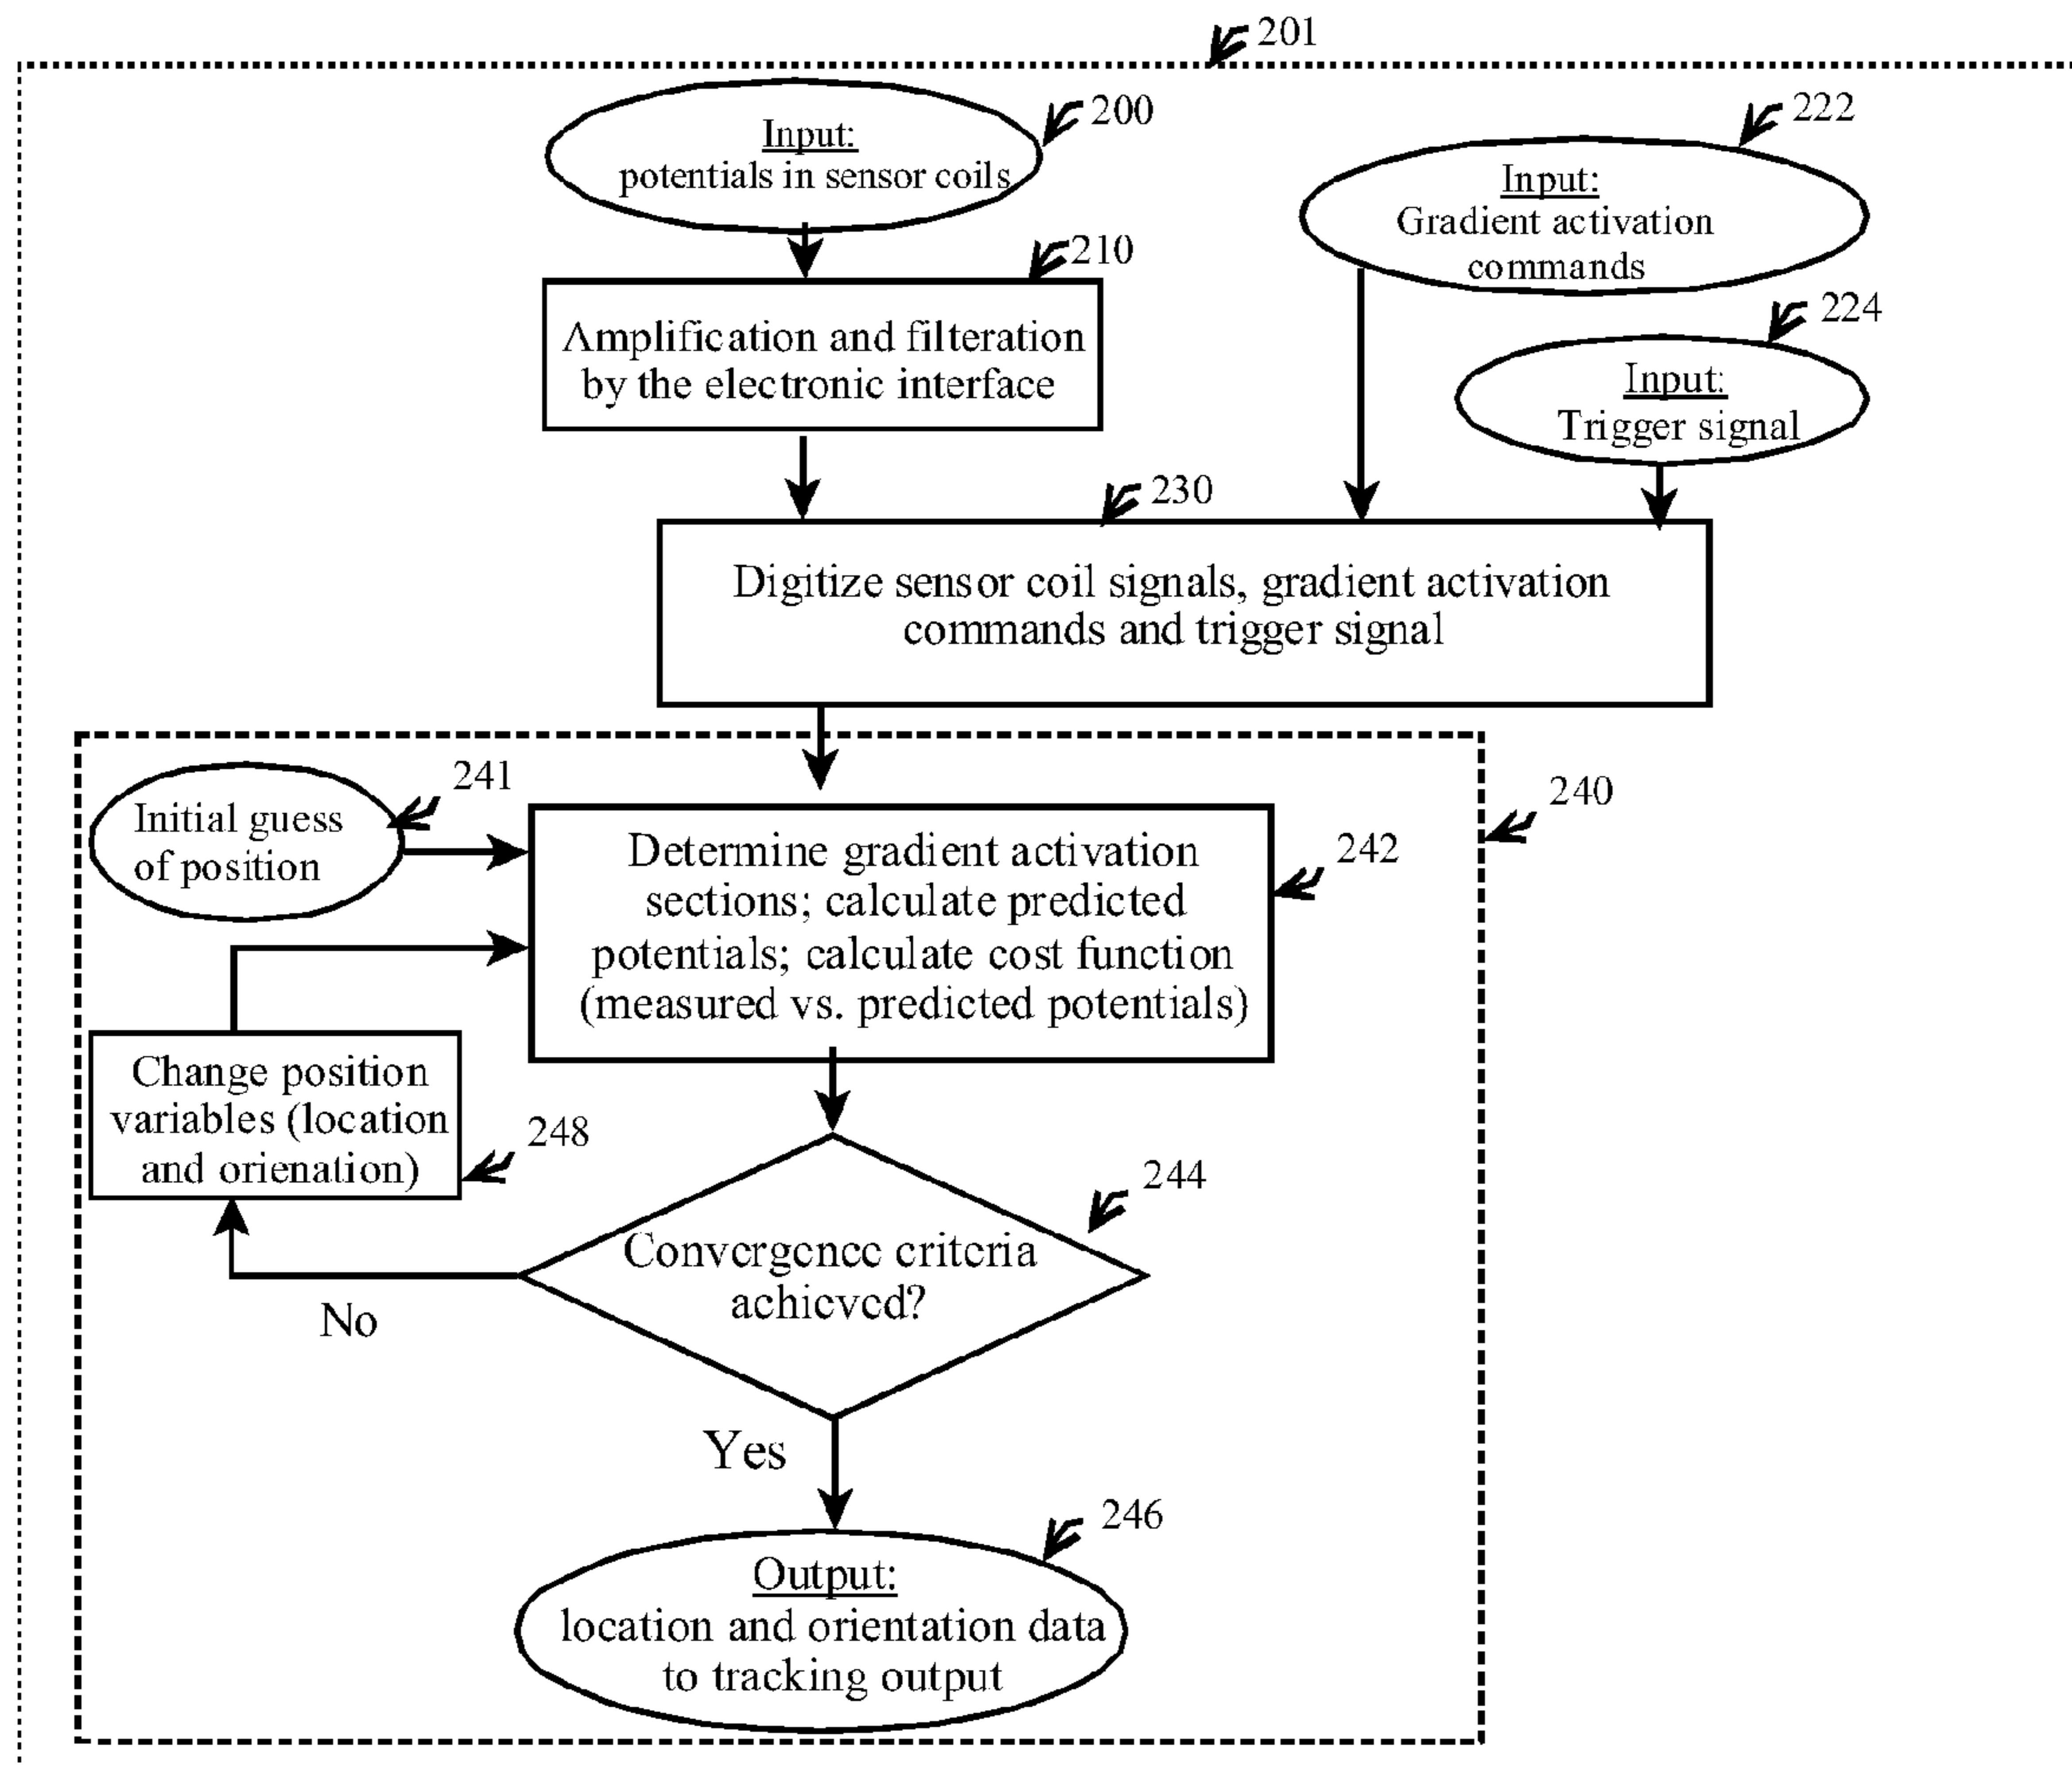 201
Input:
potentials in sensor coils
200
222
Input:
Gradient activation
commands
210
Amplification and filteration
by the electronic interface
224
Input:
Trigger signal
230
Digitize sensor coil signals, gradient activation
commands and trigger signal
241
Initial guess
of position
240
242
Determine gradient activation
sections; calculate predicted
potentials; calculate cost function
(measured vs. predicted potentials)
Change position
variables (location
and orienation)
248
244
Convergence criteria
achieved?
No
Yes
246
Output:
location and orientation data
to tracking output